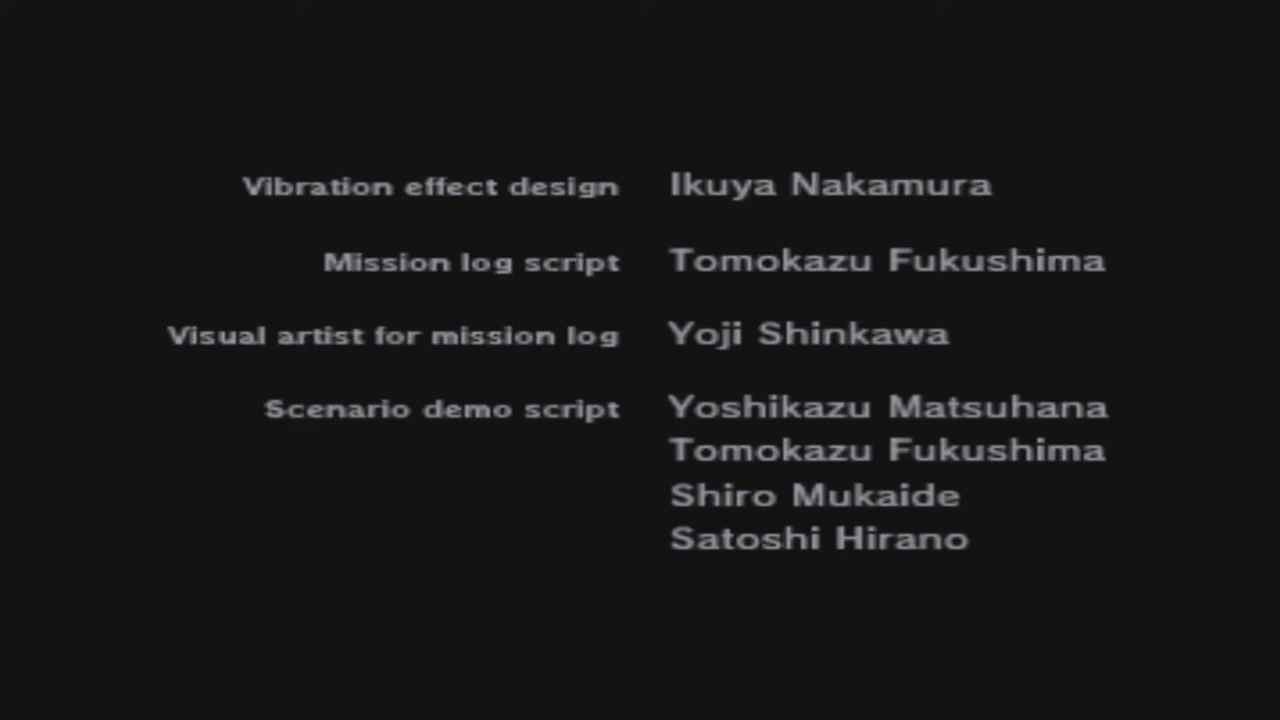 Vibration effect design Ikuya Nakamura
Mission log script Tomokazu Fukushima
Visual artist for mission log Yoji Shinkawa
Scenario demo script Yoshikazu Matsuhana
Tomokazu Fukushima
Shiro Mukaide
Satoshi Hirano